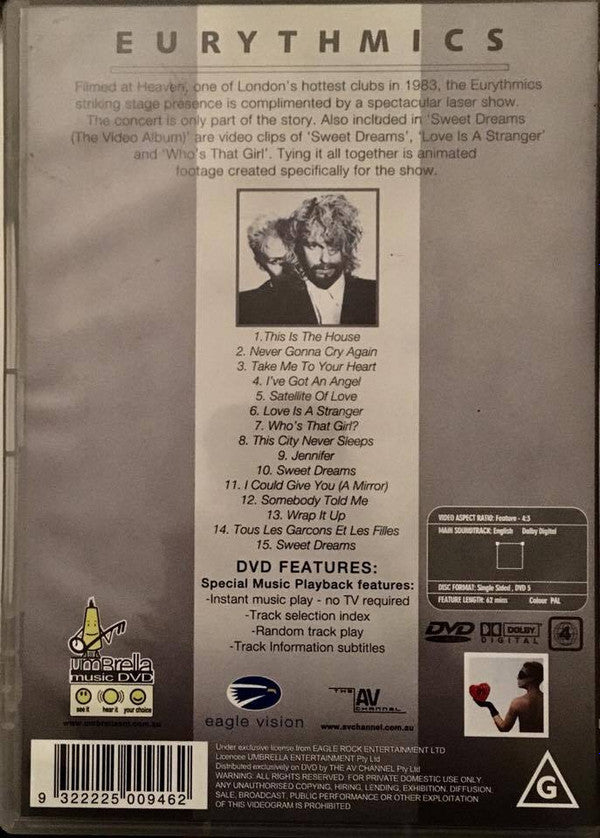 EURYTHMICS
Filmed at Heaven, one of London's hottest clubs in 1983, the Eurythmics
striking stage presence is complimented by a spectacular laser show.
The concert is only part of the story. Also included in 'Sweet Dreams
(The Video Album)' are video clips of 'Sweet Dreams', 'Love Is A Stranger'
and 'Who's That Girl'. Tying it all together is animated
footage created specifically for the show.
1.This Is The House
2. Never Gonna Cry Again
3. Take Me To Your Heart
4. I've Got An Angel
5. Satellite Of Love
6. Love Is A Stranger
7. Who's That Girl?
8. This City Never Sleeps
9. Jennifer
10. Sweet Dreams
11. I Could Give You (A Mirror)
12. Somebody Told Me
13. Wrap It Up
14. Tous Les Garcons Et Les Filles
15. Sweet Dreams
DVD FEATURES:
Special Music Playback features:
-Instant music play - no TV required
-Track selection index
-Random track play
-Track Information subtitles
VIDEO ASPECT RATIO: Feature - 4:3
MAIN SOUNDTRACK: English Dolby Digital
DISC FORMAT: Single Sided, DVD 5
FEATURE LENGTH: 62 mins Colour PAL
DVD DOLBY DIGITAL 4
umBrella
music DVD
see it hear it your choice
www.umbrellaent.com.au
eagle vision
THE AV CHANNEL
www.avchannel.com.au
Under exclusive license from EAGLE ROCK ENTERTAINMENT LTD
Licencee UMBRELLA ENTERTAINMENT Pty Ltd
Distributed exclusively on DVD by THE AV CHANNEL Pty Ltd
WARNING: ALL RIGHTS RESERVED. FOR PRIVATE DOMESTIC USE ONLY.
ANY UNAUTHORISED COPYING, HIRING, LENDING, EXHIBITION, DIFFUSION,
SALE, BROADCAST, PUBLIC PERFORMANCE OR OTHER EXPLOITATION
OF THIS VIDEOGRAM IS PROHIBITED
9 322225 009462
G